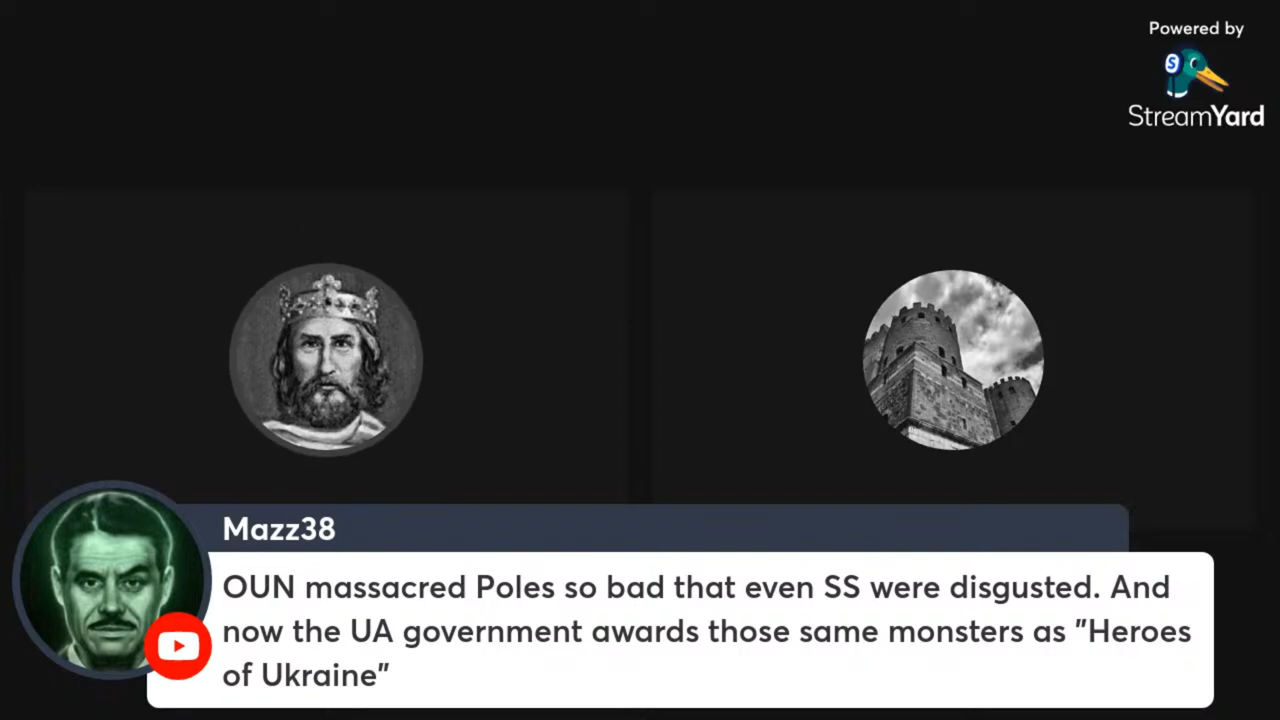 Powered by
S
StreamYard
Mazz38
OUN massacred Poles so bad that even SS were disgusted. And
now the UA government awards those same monsters as "Heroes
of Ukraine"